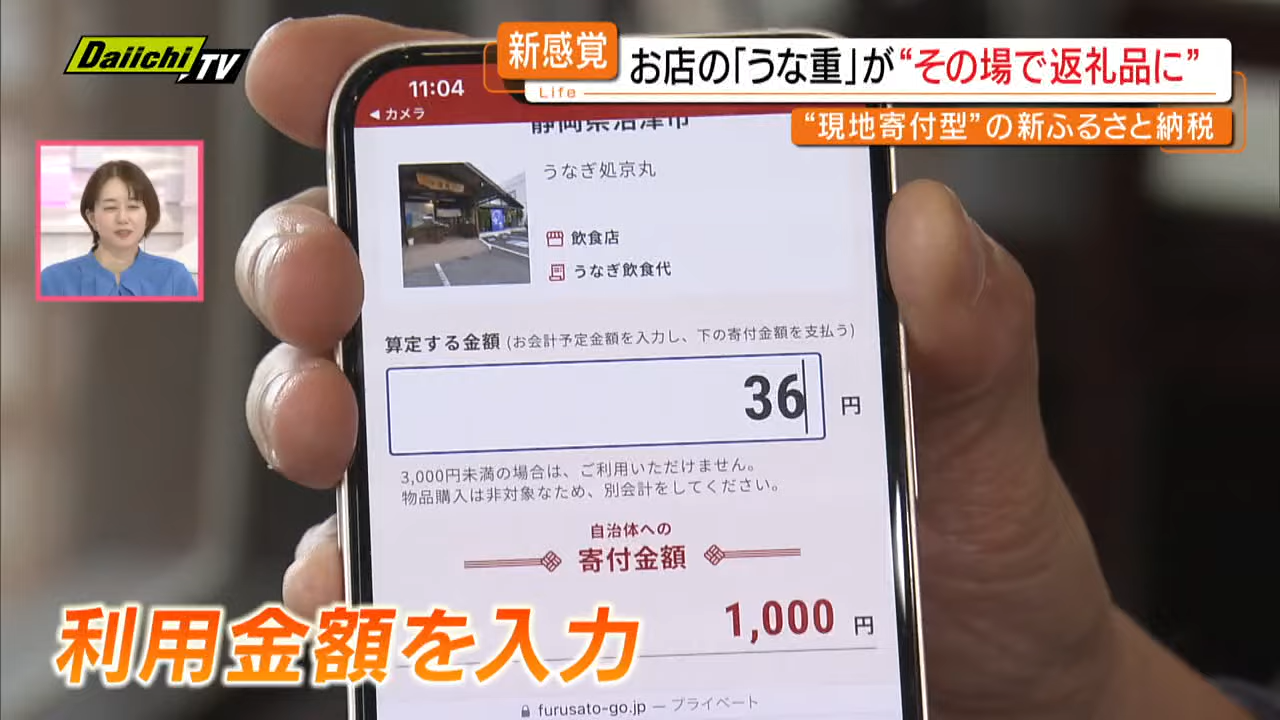 Daiichi.TV
新感覚
お店の「うな重」が“その場で返礼品に”
Life
“現地寄付型”の新ふるさと納税
11:04
◀カメラ
静岡県沼津市
うなぎ処京丸
飲食店
うなぎ飲食代
算定する金額 (お会計予定金額を入力し、下の寄付金額を支払う)
36 円
3,000円未満の場合は、ご利用いただけません。
物品購入は非対象なため、別会計をしてください。
自治体への
寄付金額
1,000 円
利用金額を入力
furusato-go.jp — プライベート